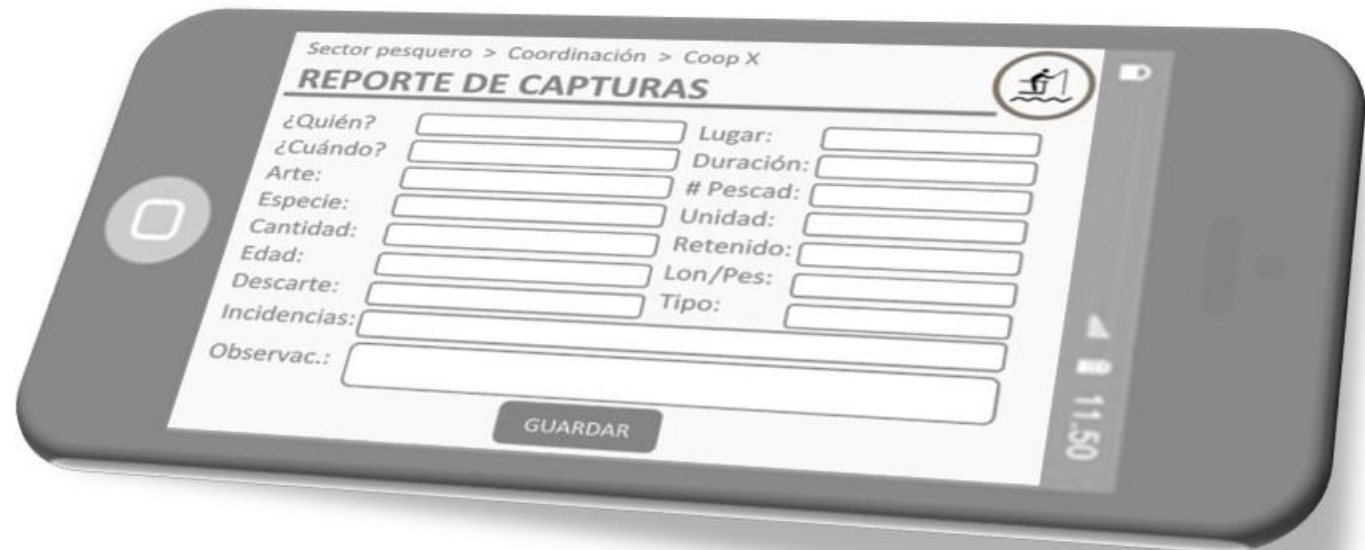 Sector pesquero > Coordinación > Coop X
REPORTE DE CAPTURAS
¿Quién? Lugar:
¿Cuándo? Duración:
Arte: # Pescad:
Especie: Unidad:
Cantidad: Retenido:
Edad: Lon/Pes:
Descarte: Tipo:
Incidencias:
Observac.:
GUARDAR
11.50